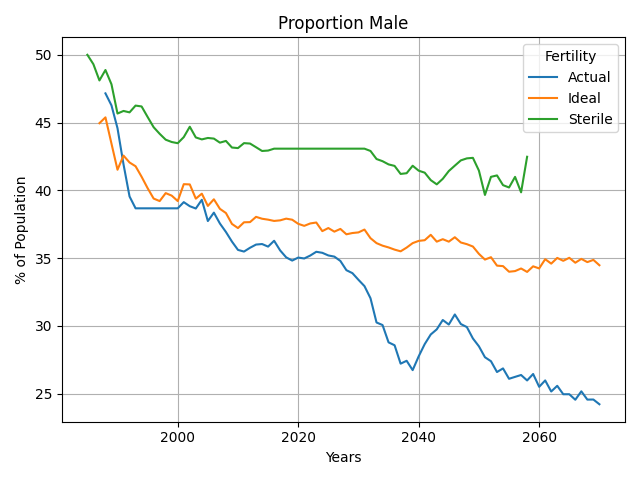 Proportion Male
Fertility
Actual
Ideal
Sterile
% of Population
50
45
40
35
30
25
2000 2020 2040 2060
Years